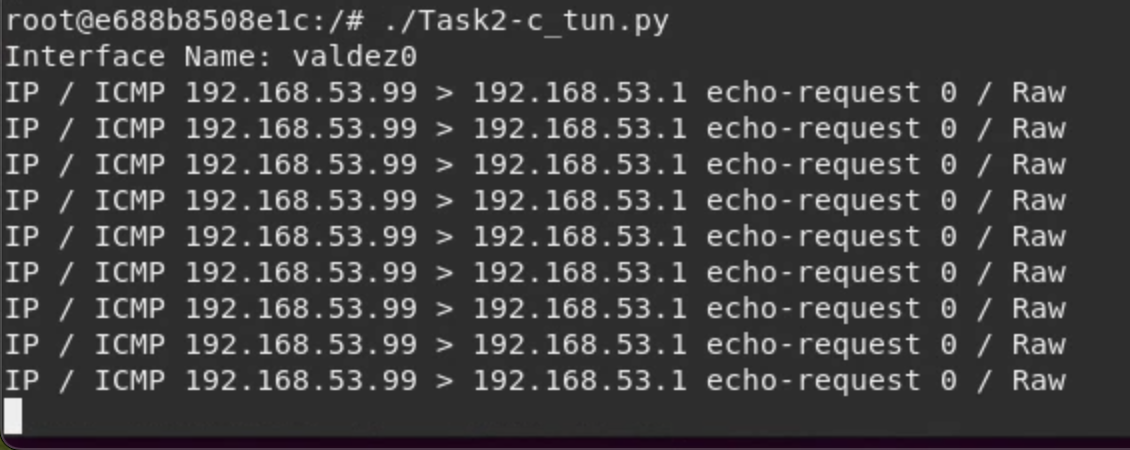 root@e688b8508e1c:/# ./Task2-c_tun.py
Interface Name: valdez0
IP / ICMP 192.168.53.99 > 192.168.53.1 echo-request 0 / Raw
IP / ICMP 192.168.53.99 > 192.168.53.1 echo-request 0 / Raw
IP / ICMP 192.168.53.99 > 192.168.53.1 echo-request 0 / Raw
IP / ICMP 192.168.53.99 > 192.168.53.1 echo-request 0 / Raw
IP / ICMP 192.168.53.99 > 192.168.53.1 echo-request 0 / Raw
IP / ICMP 192.168.53.99 > 192.168.53.1 echo-request 0 / Raw
IP / ICMP 192.168.53.99 > 192.168.53.1 echo-request 0 / Raw
IP / ICMP 192.168.53.99 > 192.168.53.1 echo-request 0 / Raw
IP / ICMP 192.168.53.99 > 192.168.53.1 echo-request 0 / Raw